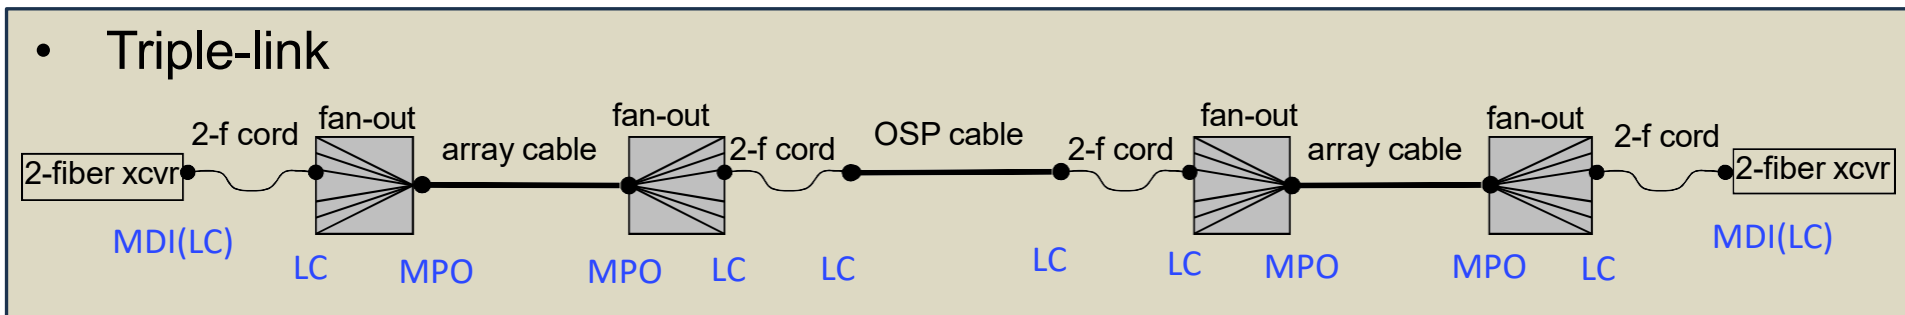 • Triple-link
fan-out fan-out fan-out fan-out
2-f cord array cable 2-f cord OSP cable 2-f cord array cable 2-f cord
2-fiber xcvr 2-fiber xcvr
MDI(LC) LC MPO MPO LC LC LC LC MPO MPO LC MDI(LC)